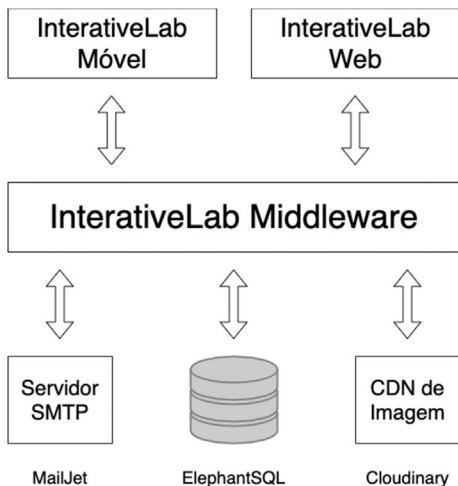 InterativeLab
Móvel
InterativeLab
Web
InterativeLab Middleware
Servidor
SMTP
CDN de
Imagem
MailJet
ElephantSQL
Cloudinary